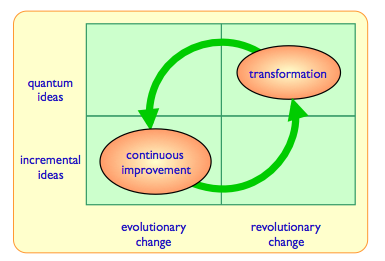 transformation
quantum
ideas
continuous
improvement
incremental
ideas
evolutionary
change
revolutionary
change